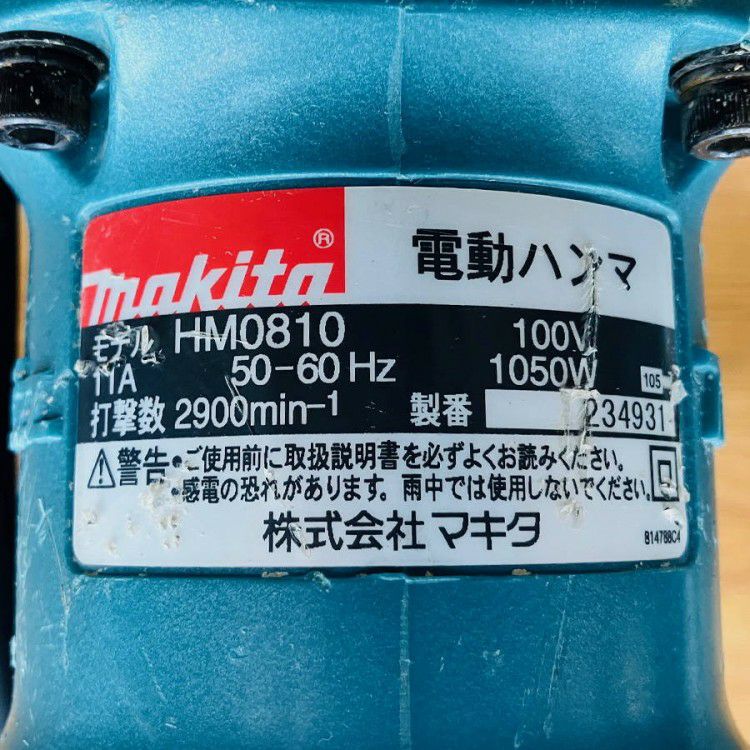 makita®
電動ハンマ
モデル HM0810 100V
11A 50-60Hz 1050W 105
打撃数 2900min-1 製番 234931
⚠警告 •ご使用前に取扱説明書を必ずよくお読みください。
•感電の恐れがあります。雨中では使用しないでください。
株式会社マキタ
814788C4